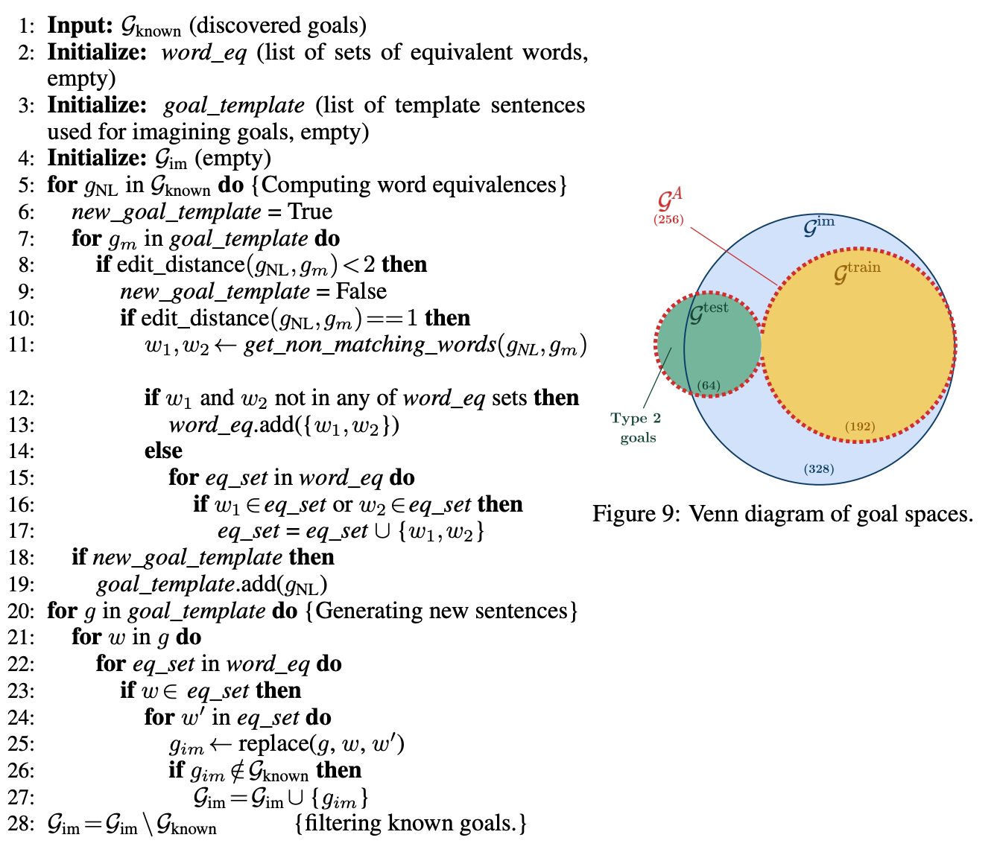 1: Input: 𝒢known (discovered goals)
2: Initialize: word_eq (list of sets of equivalent words,
empty)
3: Initialize: goal_template (list of template sentences
used for imagining goals, empty)
4: Initialize: 𝒢im (empty)
5: for gNL in 𝒢known do {Computing word equivalences}
6: new_goal_template = True
7: for gm in goal_template do
8: if edit_distance(gNL, gm) < 2 then
9: new_goal_template = False
10: if edit_distance(gNL, gm) == 1 then
11: w1, w2 ← get_non_matching_words(gNL, gm)
12: if w1 and w2 not in any of word_eq sets then
13: word_eq.add({w1, w2})
14: else
15: for eq_set in word_eq do
16: if w1 ∈ eq_set or w2 ∈ eq_set then
17: eq_set = eq_set ∪ {w1, w2}
18: if new_goal_template then
19: goal_template.add(gNL)
20: for g in goal_template do {Generating new sentences}
21: for w in g do
22: for eq_set in word_eq do
23: if w ∈ eq_set then
24: for w′ in eq_set do
25: gim ← replace(g, w, w′)
26: if gim ∉ 𝒢known then
27: 𝒢im = 𝒢im ∪ {gim}
28: 𝒢im = 𝒢im \ 𝒢known {filtering known goals.}
𝒢A
(256)
𝒢im
𝒢train
𝒢test
(64)
Type 2
goals
(192)
(328)
Figure 9: Venn diagram of goal spaces.